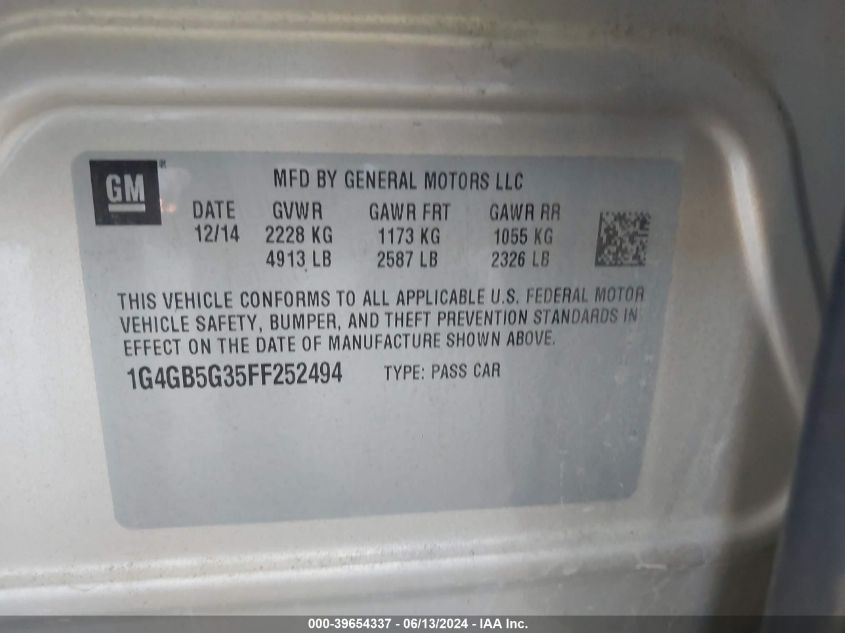 GM
MFD BY GENERAL MOTORS LLC
DATE GVWR GAWR FRT GAWR RR
12/14 2228 KG 1173 KG 1055 KG
4913 LB 2587 LB 2326 LB
THIS VEHICLE CONFORMS TO ALL APPLICABLE U.S. FEDERAL MOTOR
VEHICLE SAFETY, BUMPER, AND THEFT PREVENTION STANDARDS IN
EFFECT ON THE DATE OF MANUFACTURE SHOWN ABOVE.
1G4GB5G35FF252494 TYPE: PASS CAR
000-39654337 - 06/13/2024 - IAA Inc.